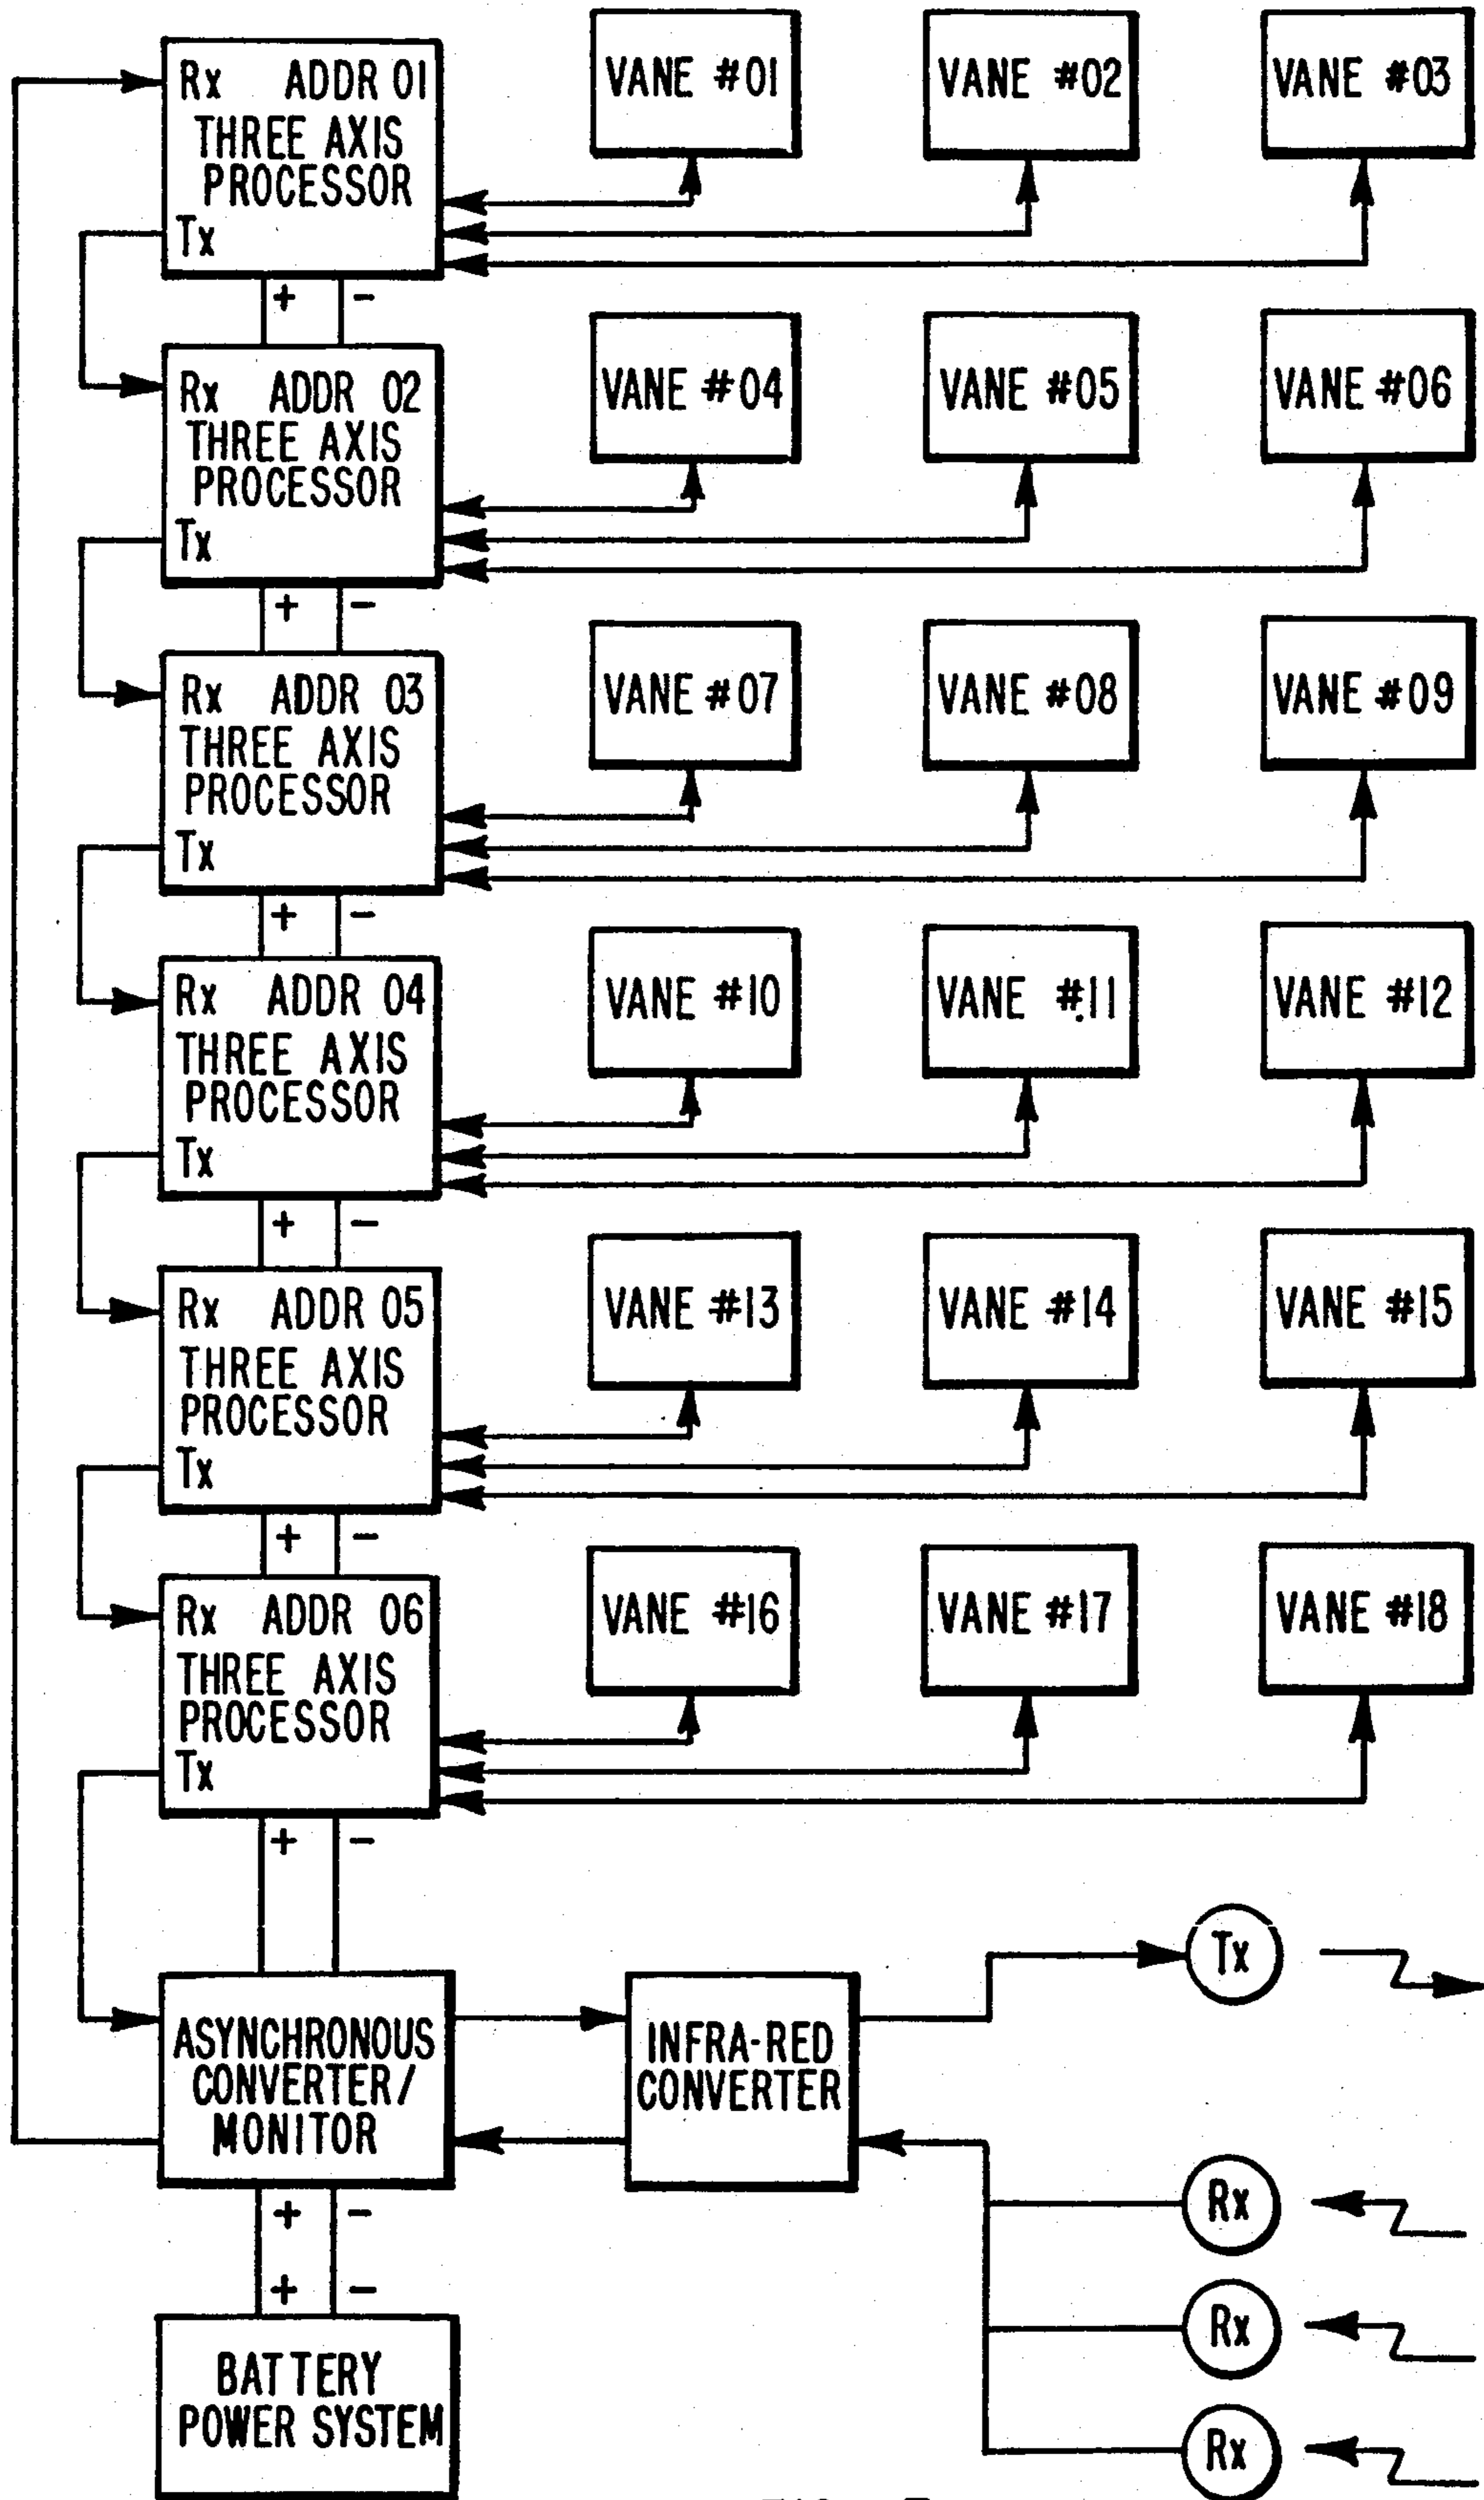 Rx ADDR 01
THREE AXIS
PROCESSOR
Tx
VANE #01
VANE #02
VANE #03
+ -
Rx ADDR 02
THREE AXIS
PROCESSOR
Tx
VANE #04
VANE #05
VANE #06
+ -
Rx ADDR 03
THREE AXIS
PROCESSOR
Tx
VANE #07
VANE #08
VANE #09
+ -
Rx ADDR 04
THREE AXIS
PROCESSOR
Tx
VANE #10
VANE #11
VANE #12
+ -
Rx ADDR 05
THREE AXIS
PROCESSOR
Tx
VANE #13
VANE #14
VANE #15
+ -
Rx ADDR 06
THREE AXIS
PROCESSOR
Tx
VANE #16
VANE #17
VANE #18
+ -
ASYNCHRONOUS
CONVERTER/
MONITOR
INFRA-RED
CONVERTER
Tx
Rx
Rx
Rx
+ -
+ -
BATTERY
POWER SYSTEM